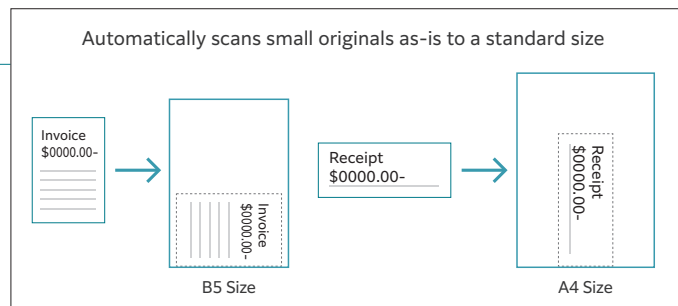 Automatically scans small originals as-is to a standard size
Invoice
$0000.00-
Invoice
$0000.00-
B5 Size
Receipt
$0000.00-
Receipt
$0000.00-
A4 Size